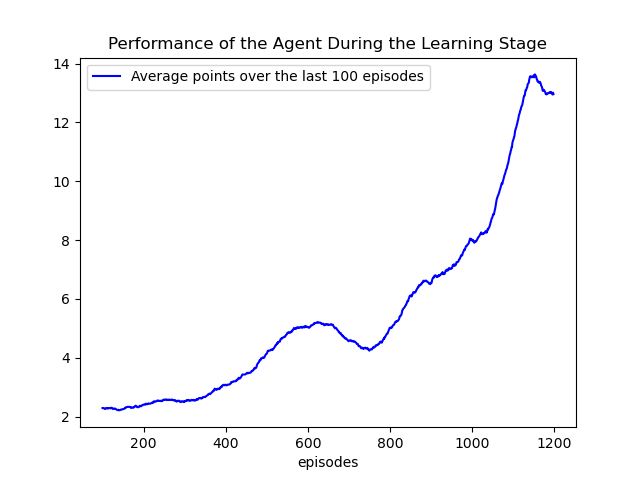 Performance of the Agent During the Learning Stage
14
Average points over the last 100 episodes
12
10
8
6
4
2
200 400 600 800 1000 1200
episodes